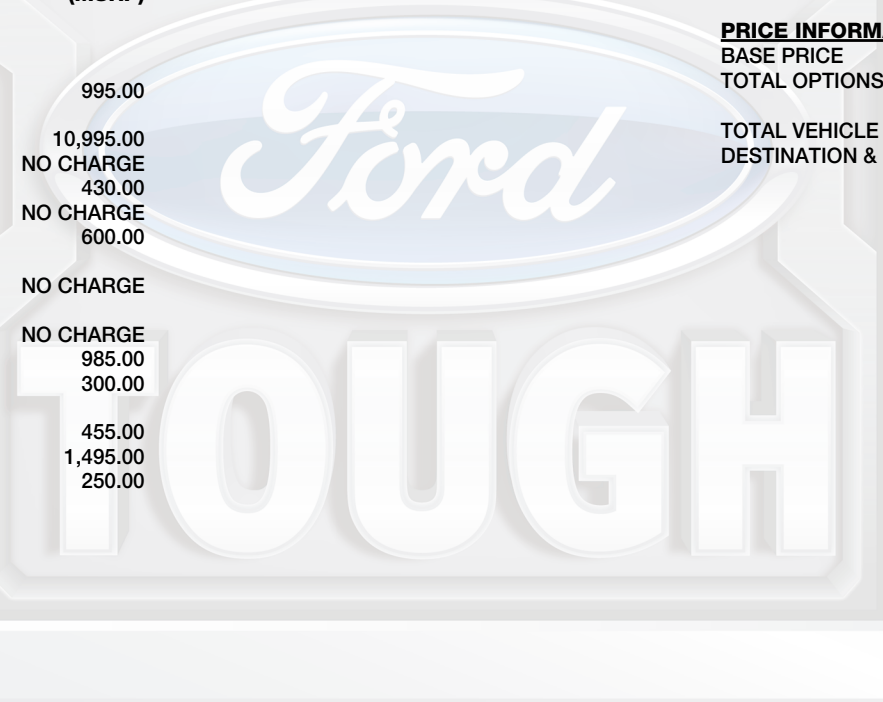 PRICE INFORM
BASE PRICE
TOTAL OPTIONS
TOTAL VEHICLE
DESTINATION &
995.00
10,995.00
NO CHARGE
430.00
NO CHARGE
600.00
NO CHARGE
NO CHARGE
985.00
300.00
455.00
1,495.00
250.00
Ford
TOUGH